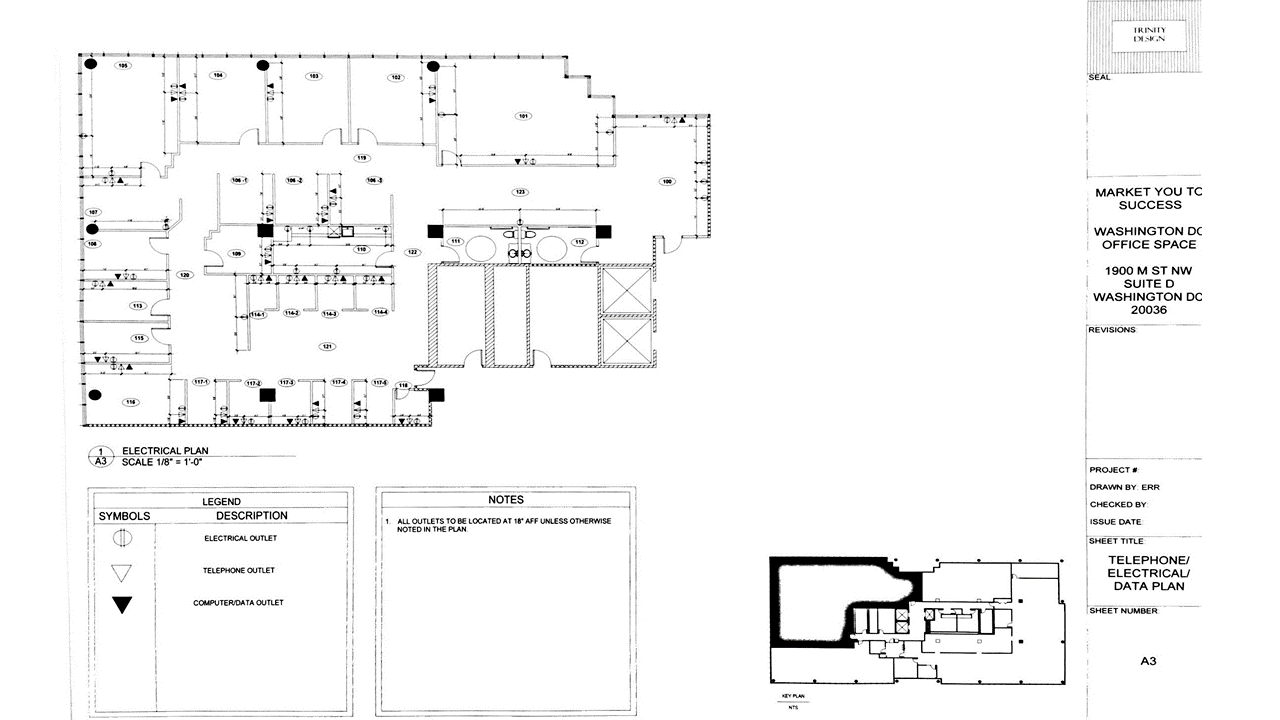 TRINITY
DESIGN
SEAL
105
104
103
102
101
100
119
106 -1
106 -2
106 -3
123
107
108
109
110
111
112
122
120
113
114-1
114-2
114-3
114-4
115
121
117-1
117-2
117-3
117-4
117-5
118
116
MARKET YOU TO
SUCCESS
WASHINGTON DC
OFFICE SPACE
1900 M ST NW
SUITE D
WASHINGTON DC
20036
REVISIONS:
1
A3
ELECTRICAL PLAN
SCALE 1/8" = 1'-0"
LEGEND
SYMBOLS DESCRIPTION
ELECTRICAL OUTLET
TELEPHONE OUTLET
COMPUTER/DATA OUTLET
NOTES
1. ALL OUTLETS TO BE LOCATED AT 18" AFF UNLESS OTHERWISE
NOTED IN THE PLAN.
KEY PLAN
NTS
PROJECT #:
DRAWN BY: ERR
CHECKED BY:
ISSUE DATE:
SHEET TITLE:
TELEPHONE/
ELECTRICAL/
DATA PLAN
SHEET NUMBER:
A3